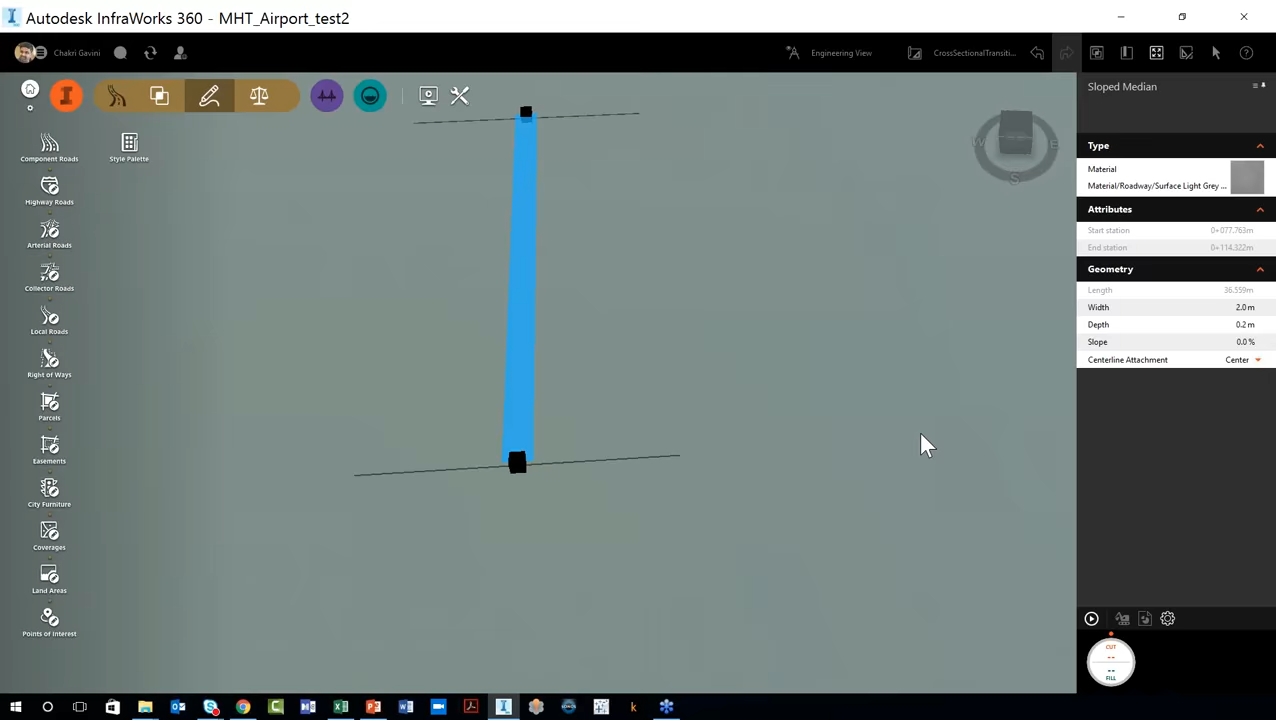 Autodesk InfraWorks 360 - MHT_Airport_test2
Chakri Gavini
Engineering View
CrossSectionalTransiti...
Sloped Median
Type
Material
Material/Roadway/Surface Light Grey ...
Attributes
Start station 0+077.763m
End station 0+114.322m
Geometry
Length 36.559m
Width 2.0 m
Depth 0.2 m
Slope 0.0 %
Centerline Attachment Center
Component Roads
Style Palette
Highway Roads
Arterial Roads
Collector Roads
Local Roads
Right of Ways
Parcels
Easements
City Furniture
Coverages
Land Areas
Points of Interest
W
E
S
CUT
--
--
FILL